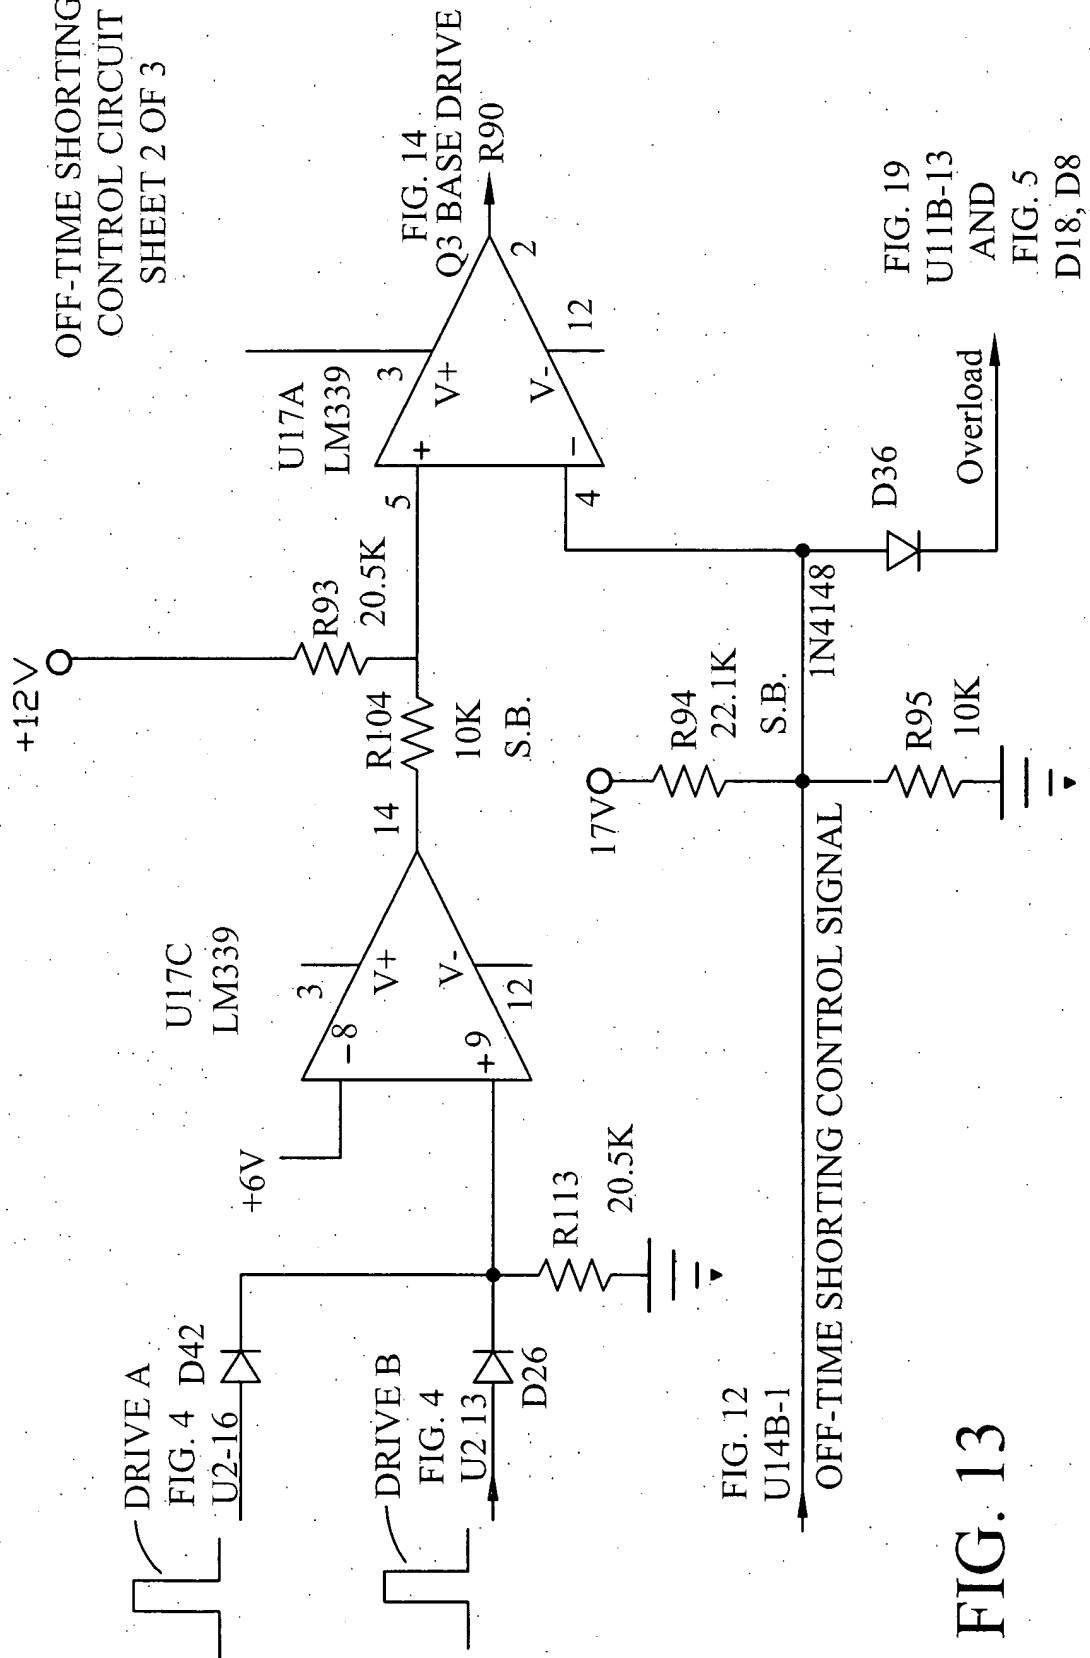 OFF-TIME SHORTING
CONTROL CIRCUIT
SHEET 2 OF 3
DRIVE A
FIG. 4
U2-16
D42
DRIVE B
FIG. 4
U2 13
D26
+6V
R113
20.5K
U17C
LM339
3
V+
-8
+9
V-
12
14
R104
10K
S.B.
+12V
R93
20.5K
U17A
LM339
3
V+
+
5
-
4
V-
12
2
FIG. 14
Q3 BASE DRIVE
R90
FIG. 12
U14B-1
OFF-TIME SHORTING CONTROL SIGNAL
17V
R94
22.1K
S.B.
R95
10K
1N4148
D36
Overload
FIG. 19
U11B-13
AND
FIG. 5
D18, D8
FIG. 13